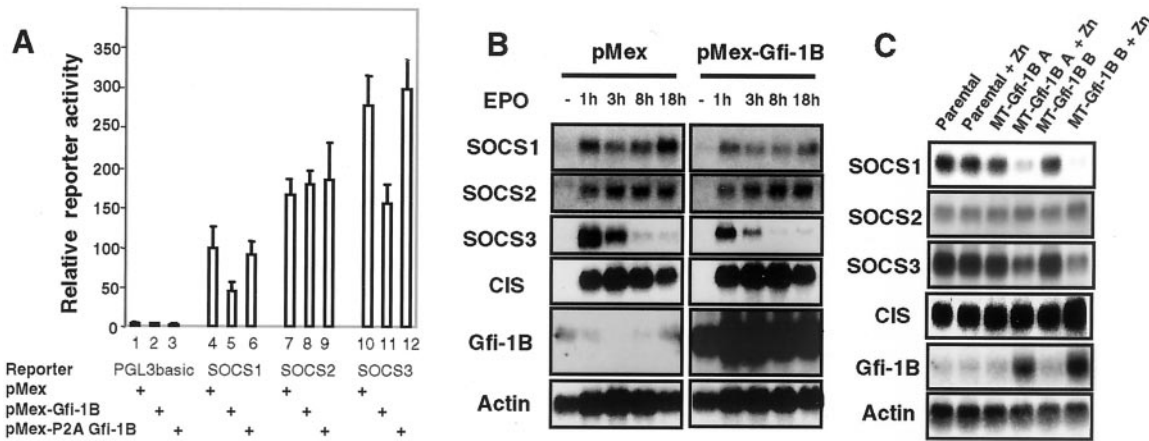 A
Relative reporter activity
350
300
250
200
150
100
50
0
1 2 3 4 5 6 7 8 9 10 11 12
Reporter PGL3basic SOCS1 SOCS2 SOCS3
pMex + + + +
pMex-Gfi-1B + + + +
pMex-P2A Gfi-1B + + + +
B
pMex pMex-Gfi-1B
EPO - 1h 3h 8h 18h - 1h 3h 8h 18h
SOCS1
SOCS2
SOCS3
CIS
Gfi-1B
Actin
C
Parental
Parental + Zn
MT-Gfi-1B A
MT-Gfi-1B A + Zn
MT-Gfi-1B B
MT-Gfi-1B B + Zn
SOCS1
SOCS2
SOCS3
CIS
Gfi-1B
Actin